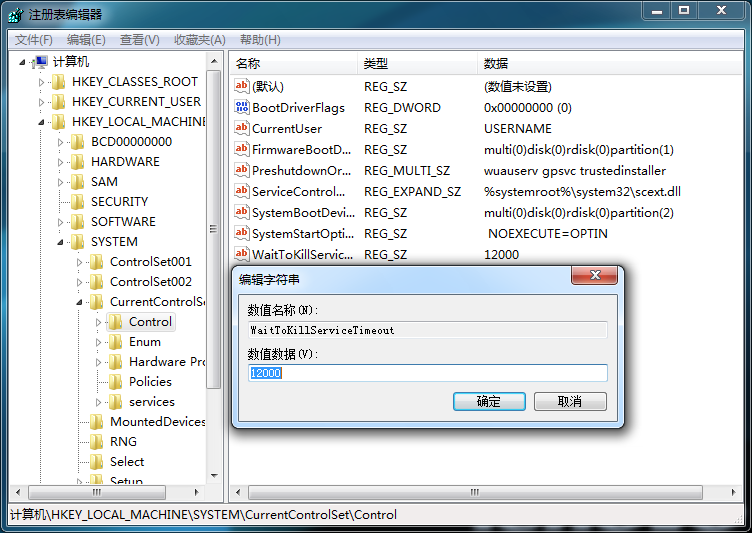 注册表编辑器
文件(F) 编辑(E) 查看(V) 收藏夹(A) 帮助(H)
计算机
HKEY_CLASSES_ROOT
HKEY_CURRENT_USER
HKEY_LOCAL_MACHINE
BCD00000000
HARDWARE
SAM
SECURITY
SOFTWARE
SYSTEM
ControlSet001
ControlSet002
CurrentControlSe
Control
Enum
Hardware Pro
Policies
services
MountedDevices
RNG
Select
Setup
名称 类型 数据
(默认) REG_SZ (数值未设置)
BootDriverFlags REG_DWORD 0x00000000 (0)
CurrentUser REG_SZ USERNAME
FirmwareBootD... REG_SZ multi(0)disk(0)rdisk(0)partition(1)
PreshutdownOr... REG_MULTI_SZ wuauserv gpsvc trustedinstaller
ServiceControl... REG_EXPAND_SZ %systemroot%\system32\scext.dll
SystemBootDevi... REG_SZ multi(0)disk(0)rdisk(0)partition(2)
SystemStartOpti... REG_SZ NOEXECUTE=OPTIN
WaitToKillServic... REG_SZ 12000
编辑字符串
数值名称(N):
WaitToKillServiceTimeout
数值数据(V):
12000
确定 取消
计算机\HKEY_LOCAL_MACHINE\SYSTEM\CurrentControlSet\Control